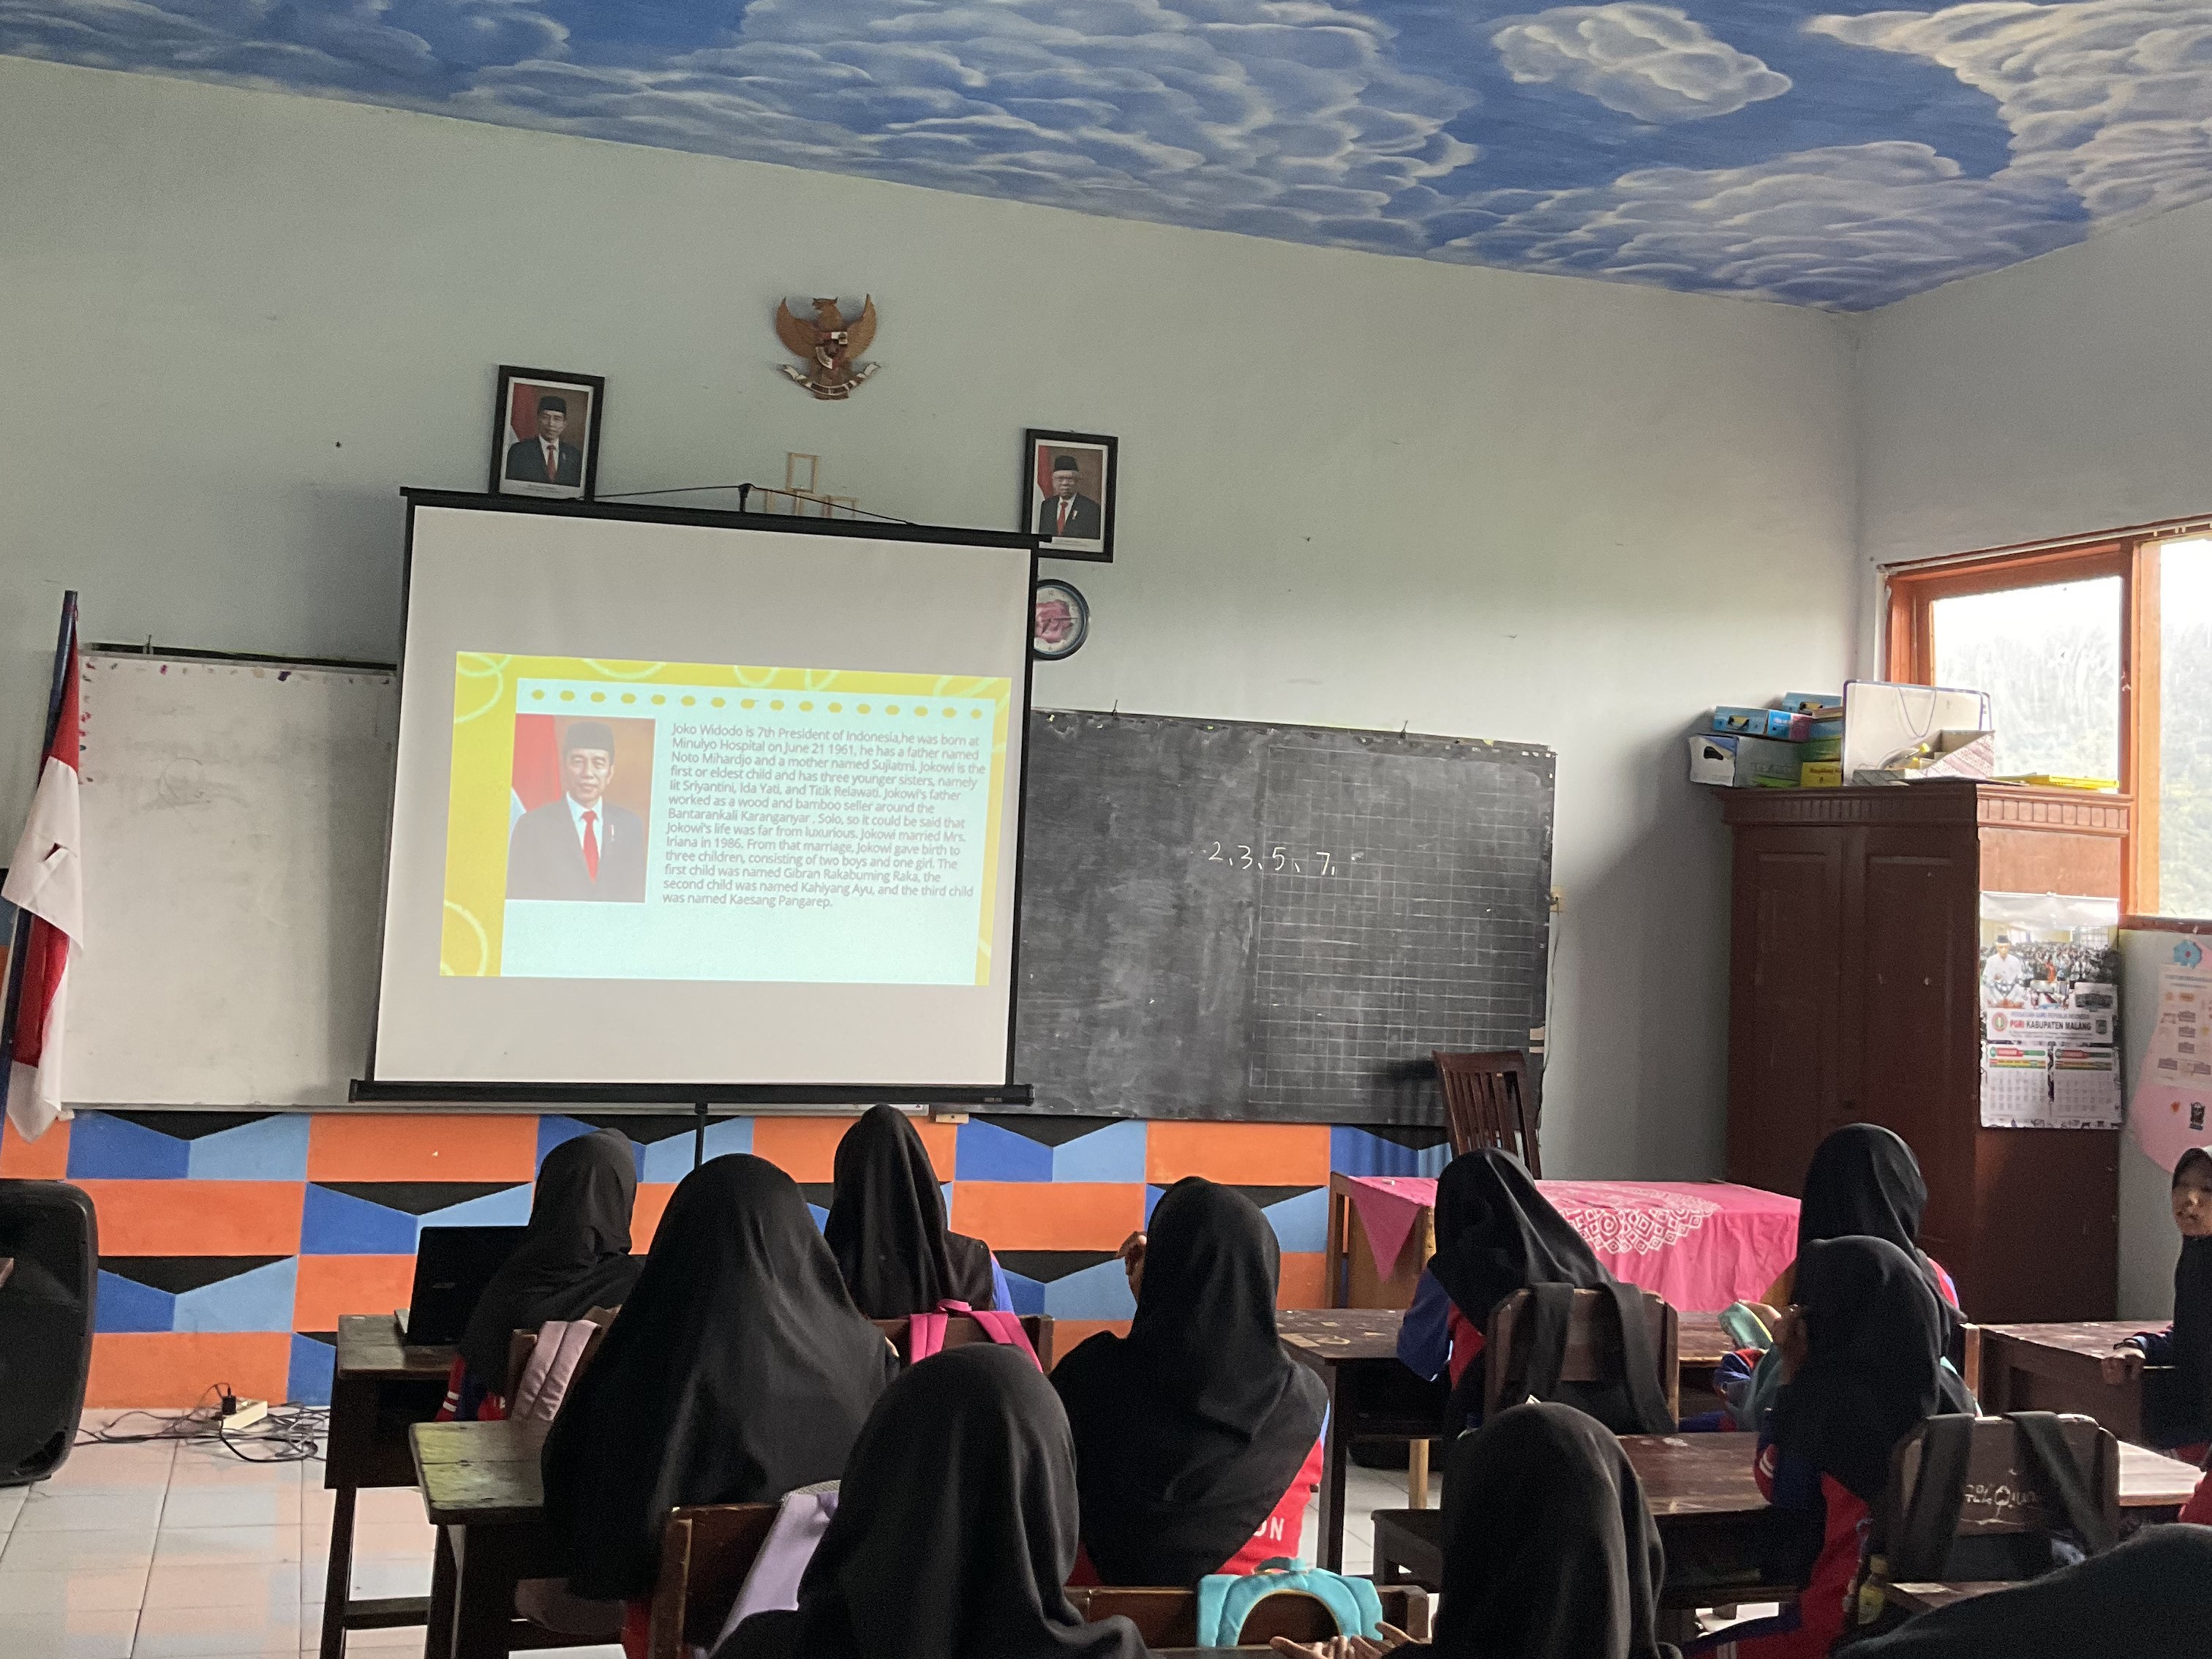 Joko Widodo is 7th President of Indonesia,he was born at
Minulyo Hospital on June 21 1961, he has a father named
Noto Mihardjo and a mother named Sujiatmi. Jokowi is the
first or eldest child and has three younger sisters, namely
Iit Sriyantini, Ida Yati, and Titik Relawati. Jokowi's father
worked as a wood and bamboo seller around the
Bantarankali Karanganyar , Solo, so it could be said that
Jokowi's life was far from luxurious. Jokowi married Mrs.
Iriana in 1986. From that marriage, Jokowi gave birth to
three children, consisting of two boys and one girl. The
first child was named Gibran Rakabuming Raka, the
second child was named Kahiyang Ayu, and the third child
was named Kaesang Pangarep.
2, 3, 5, 7,
PGRI KABUPATEN MALANG